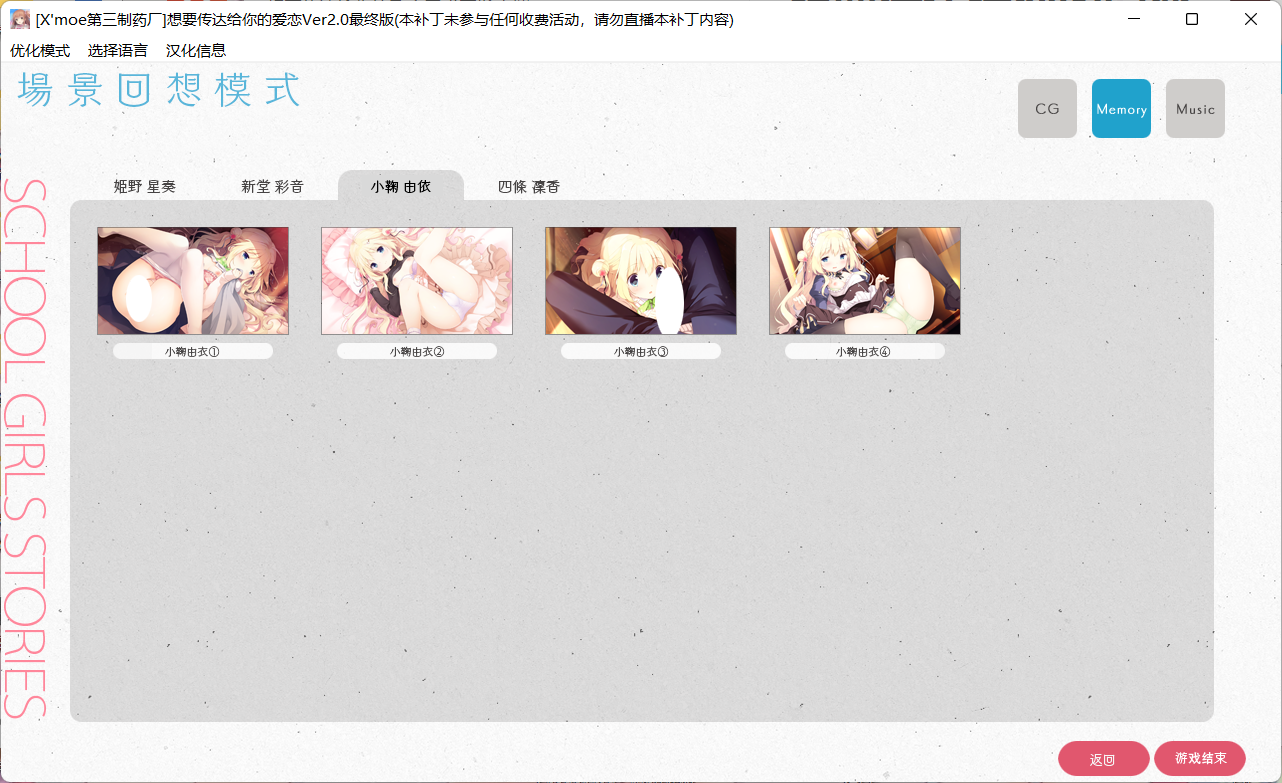 [X'moe第三制药厂]想要传达给你的爱恋Ver2.0最终版(本补丁未参与任何收费活动，请勿直播本补丁内容)
优化模式 选择语言 汉化信息
場景回想模式
CG Memory Music
姫野 星奏 新堂 彩音 小鞠 由依 四條 凜香
小鞠由衣① 小鞠由衣② 小鞠由衣③ 小鞠由衣④
SCHOOL GIRLS STORIES
返回 游戏结束